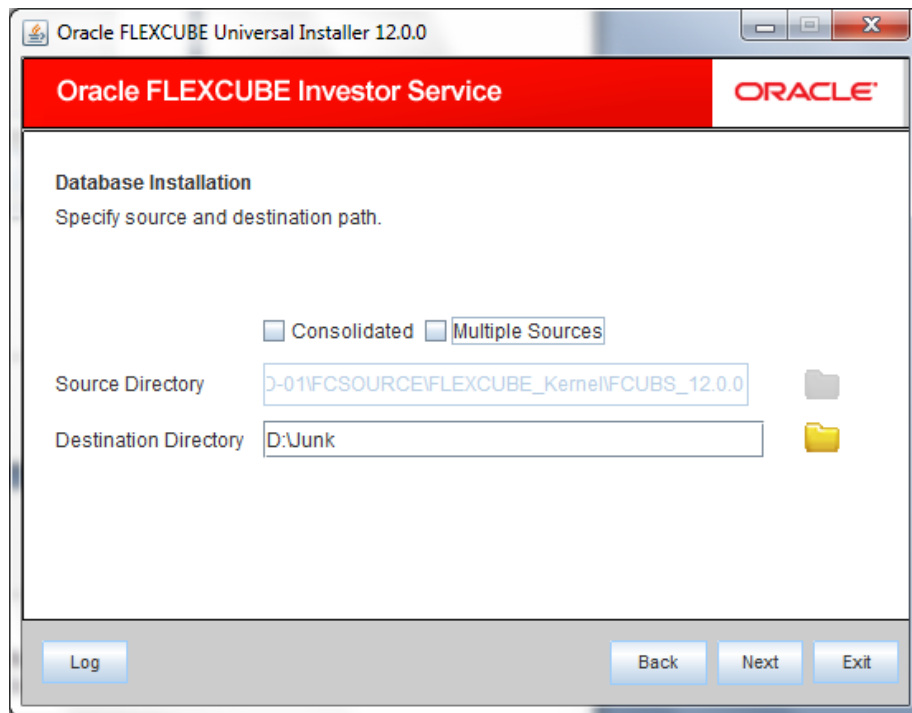 Oracle FLEXCUBE Universal Installer 12.0.0
Oracle FLEXCUBE Investor Service
ORACLE
Database Installation
Specify source and destination path.
Consolidated Multiple Sources
Source Directory D-01\FCSOURCE\FLEXCUBE_Kernel\FCUBS_12.0.0
Destination Directory D:\Junk
Log Back Next Exit